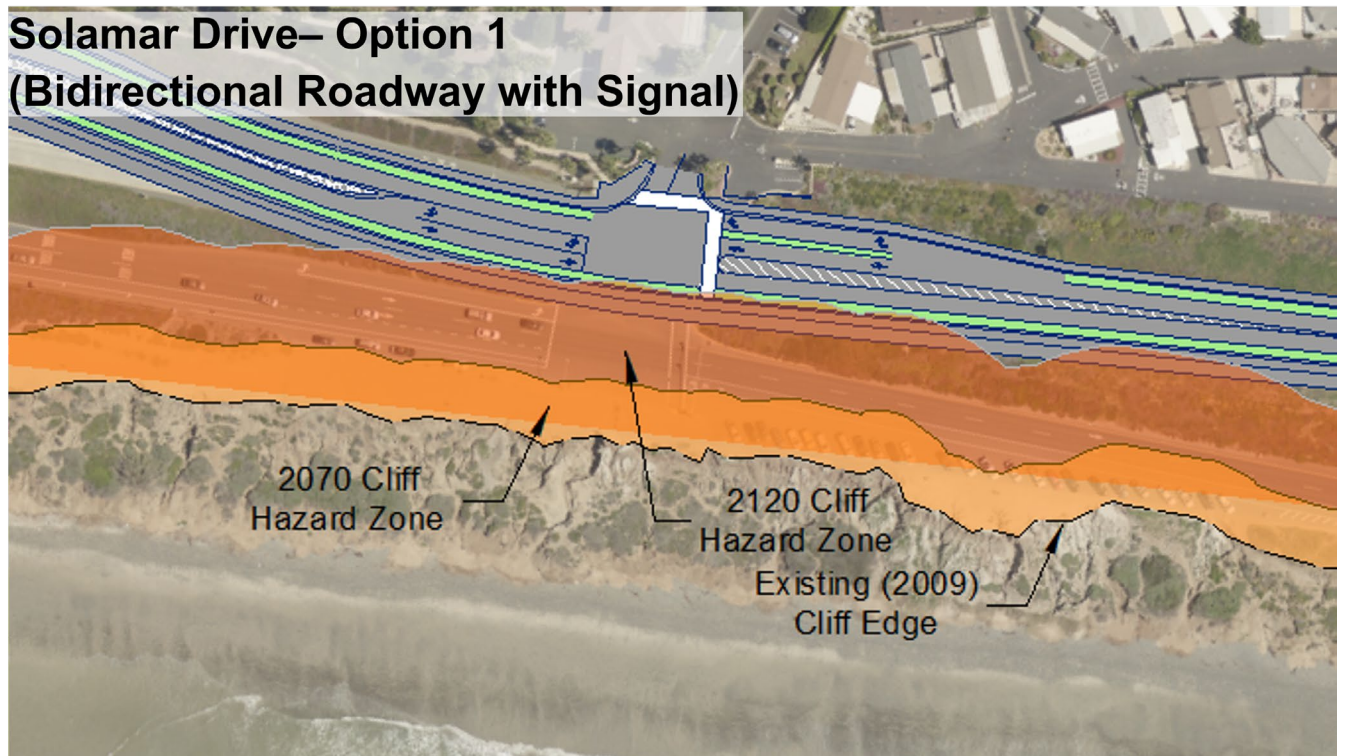 Solamar Drive– Option 1
(Bidirectional Roadway with Signal)
2070 Cliff
Hazard Zone
2120 Cliff
Hazard Zone
Existing (2009)
Cliff Edge